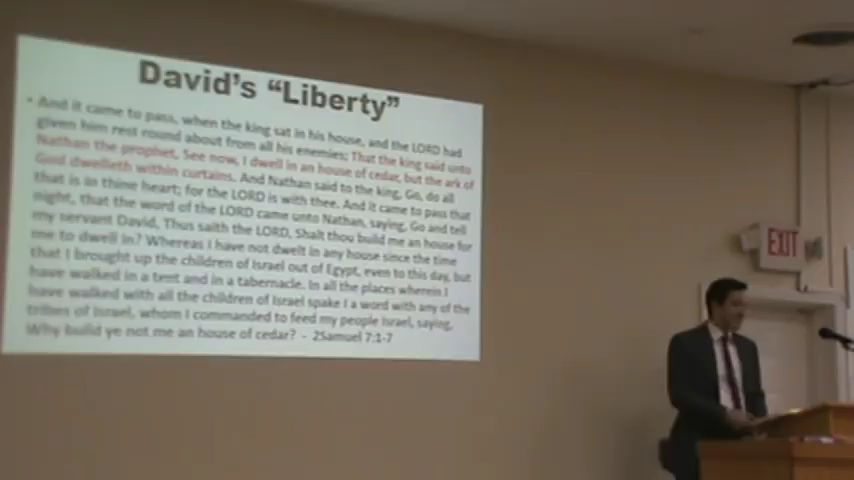 David's “Liberty”
• And it came to pass, when the king sat in his house, and the LORD had
given him rest round about from all his enemies; That the king said unto
Nathan the prophet, See now, I dwell in an house of cedar, but the ark of
God dwelleth within curtains. And Nathan said to the king, Go, do all
that is in thine heart; for the LORD is with thee. And it came to pass that
night, that the word of the LORD came unto Nathan, saying, Go and tell
my servant David, Thus saith the LORD, Shalt thou build me an house for
me to dwell in? Whereas I have not dwelt in any house since the time
that I brought up the children of Israel out of Egypt, even to this day, but
have walked in a tent and in a tabernacle. In all the places wherein I
have walked with all the children of Israel spake I a word with any of the
tribes of Israel, whom I commanded to feed my people Israel, saying,
Why build ye not me an house of cedar? - 2Samuel 7:1-7
EXIT